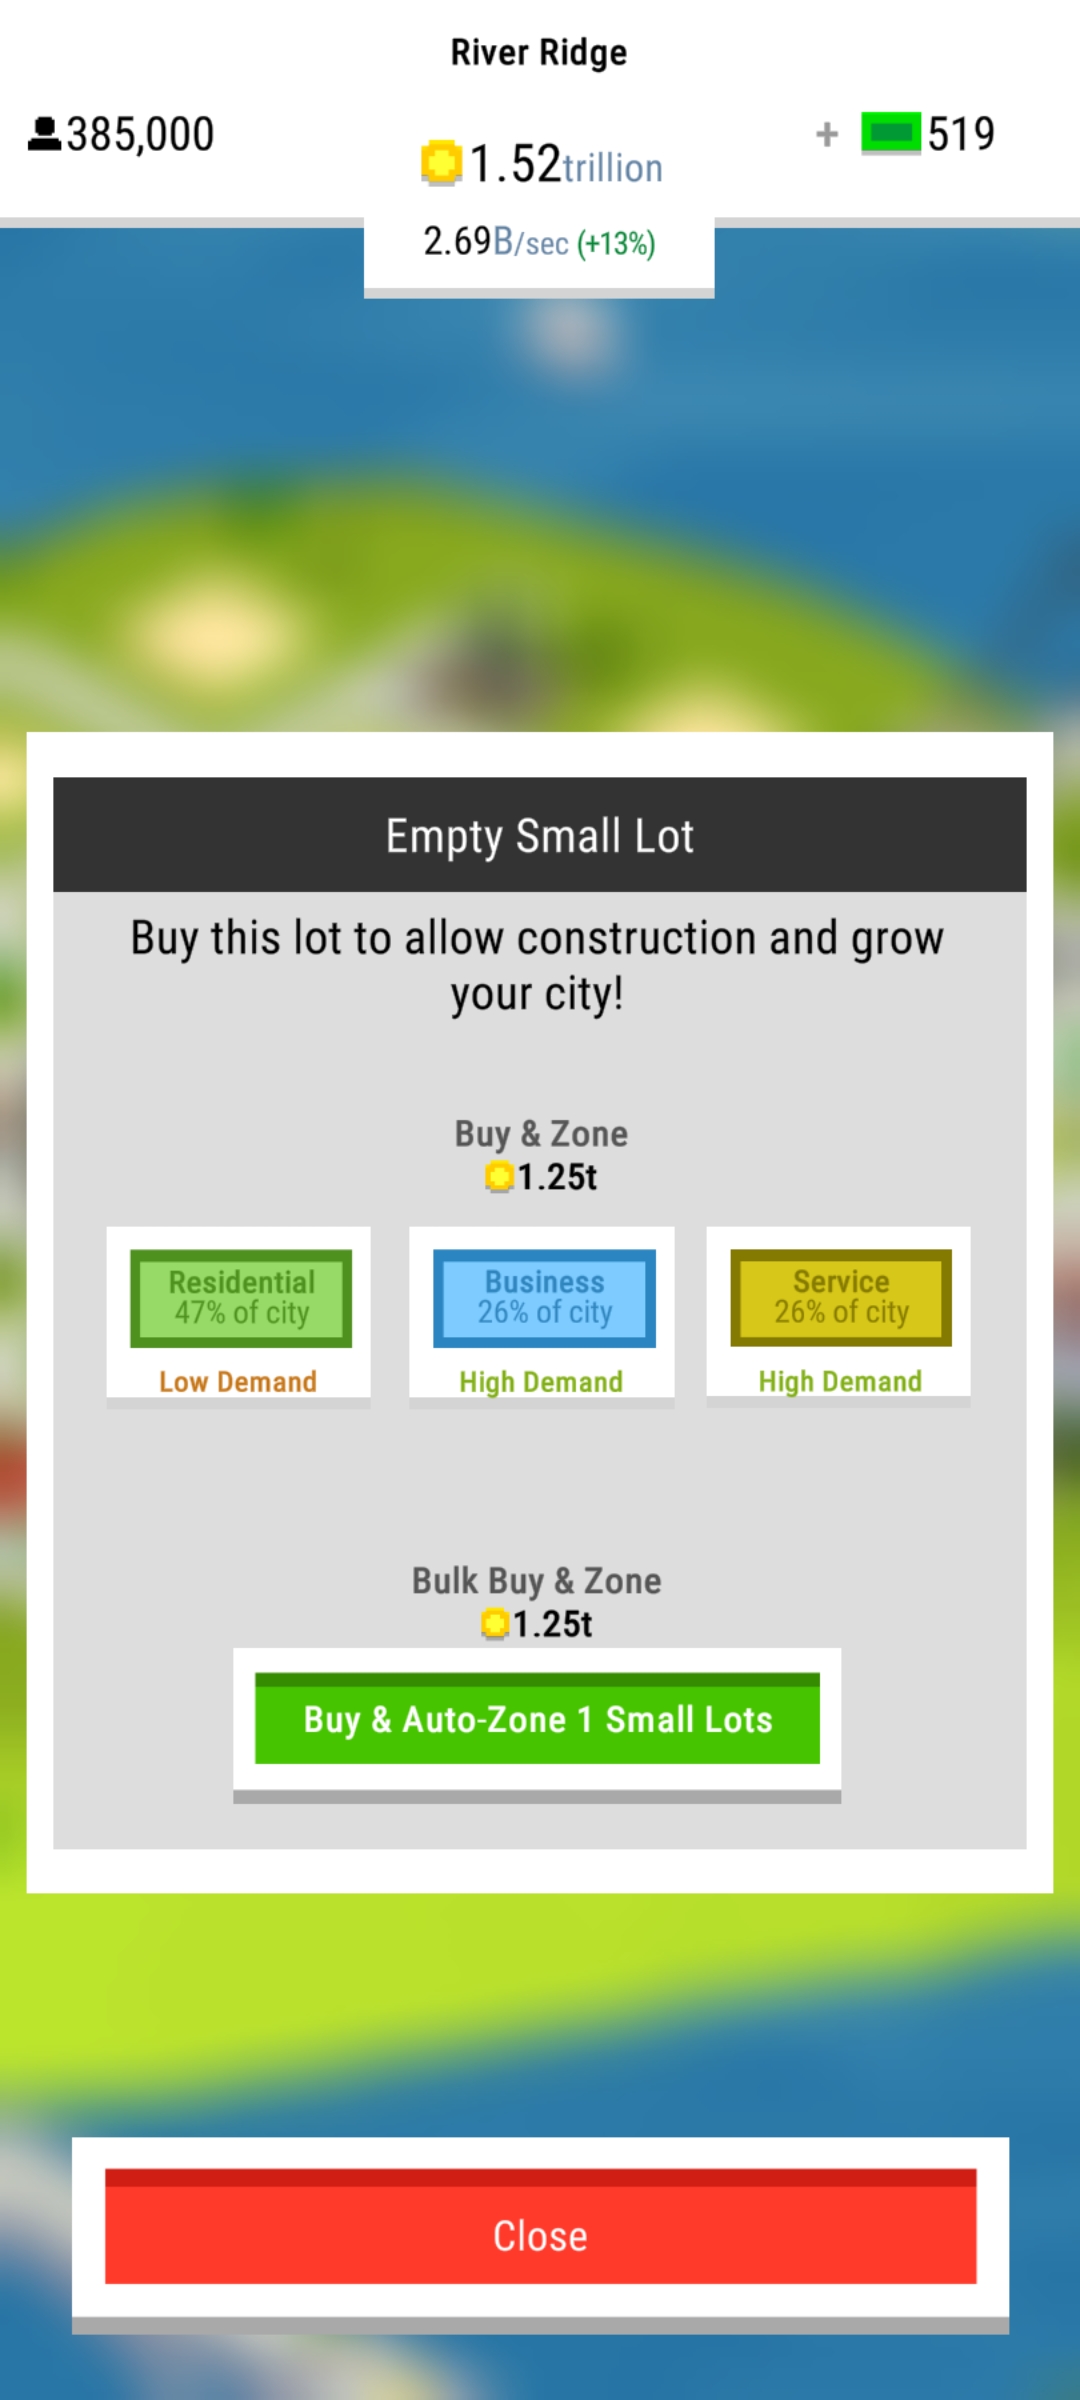 River Ridge
385,000
1.52trillion
+ 519
2.69B/sec (+13%)
Empty Small Lot
Buy this lot to allow construction and grow
your city!
Buy & Zone
1.25t
Residential
47% of city
Low Demand
Business
26% of city
High Demand
Service
26% of city
High Demand
Bulk Buy & Zone
1.25t
Buy & Auto-Zone 1 Small Lots
Close